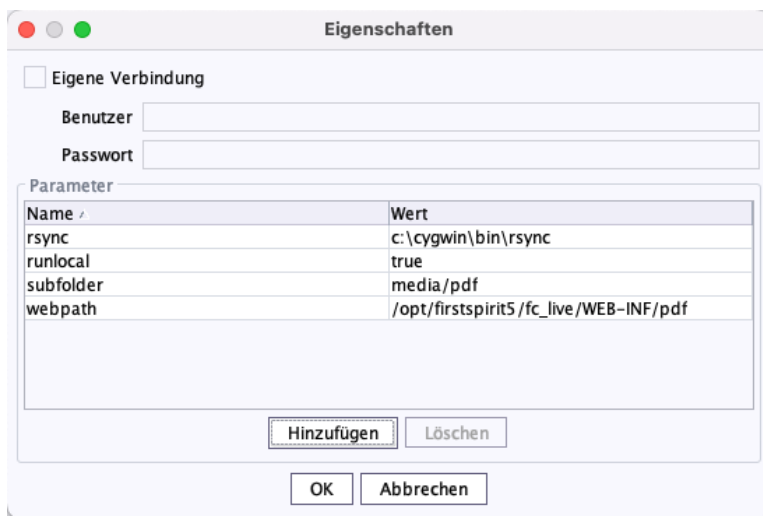 Eigenschaften
Eigene Verbindung
Benutzer
Passwort
Parameter
Name Wert
rsync c:\cygwin\bin\rsync
runlocal true
subfolder media/pdf
webpath /opt/firstspirit5/fc_live/WEB-INF/pdf
Hinzufügen Löschen
OK Abbrechen